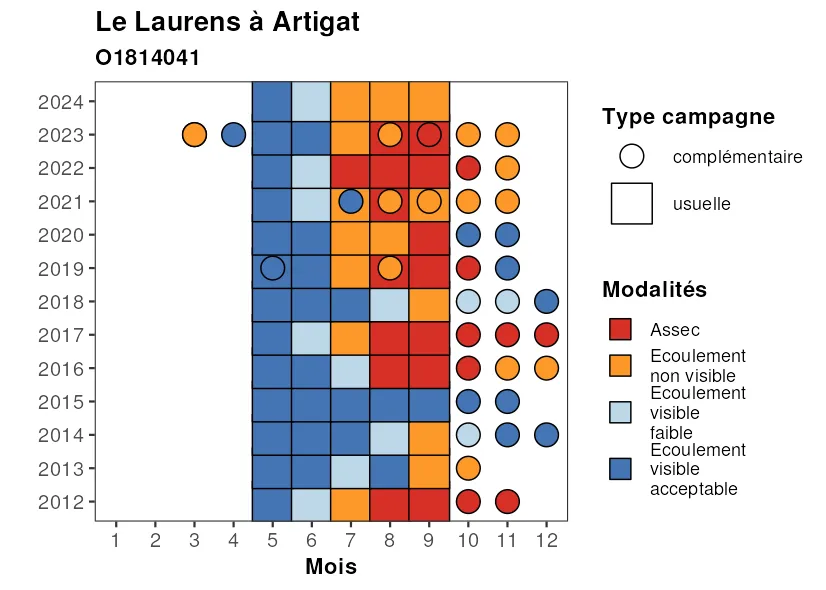 Le Laurens à Artigat
O1814041
2024
2023
2022
2021
2020
2019
2018
2017
2016
2015
2014
2013
2012
1 2 3 4 5 6 7 8 9 10 11 12
Mois
Type campagne
complémentaire
usuelle
Modalités
Assec
Ecoulement
non visible
Ecoulement
visible
faible
Ecoulement
visible
acceptable